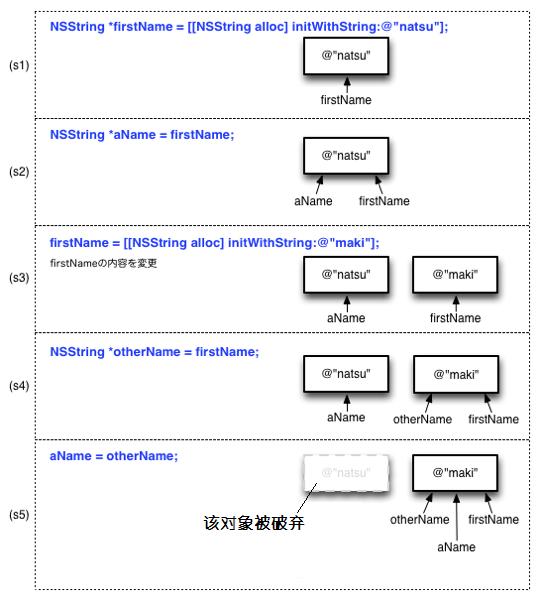 NSString *firstName = [[NSString alloc] initWithString:@"natsu"];
@"natsu"
(s1)
firstName
NSString *aName = firstName;
@"natsu"
(s2)
aName firstName
firstName = [[NSString alloc] initWithString:@"maki"];
firstNameの内容を変更
@"natsu" @"maki"
(s3)
aName firstName
NSString *otherName = firstName;
@"natsu" @"maki"
(s4)
aName otherName firstName
aName = otherName;
@"natsu" @"maki"
(s5)
该对象被破弃
otherName firstName
aName